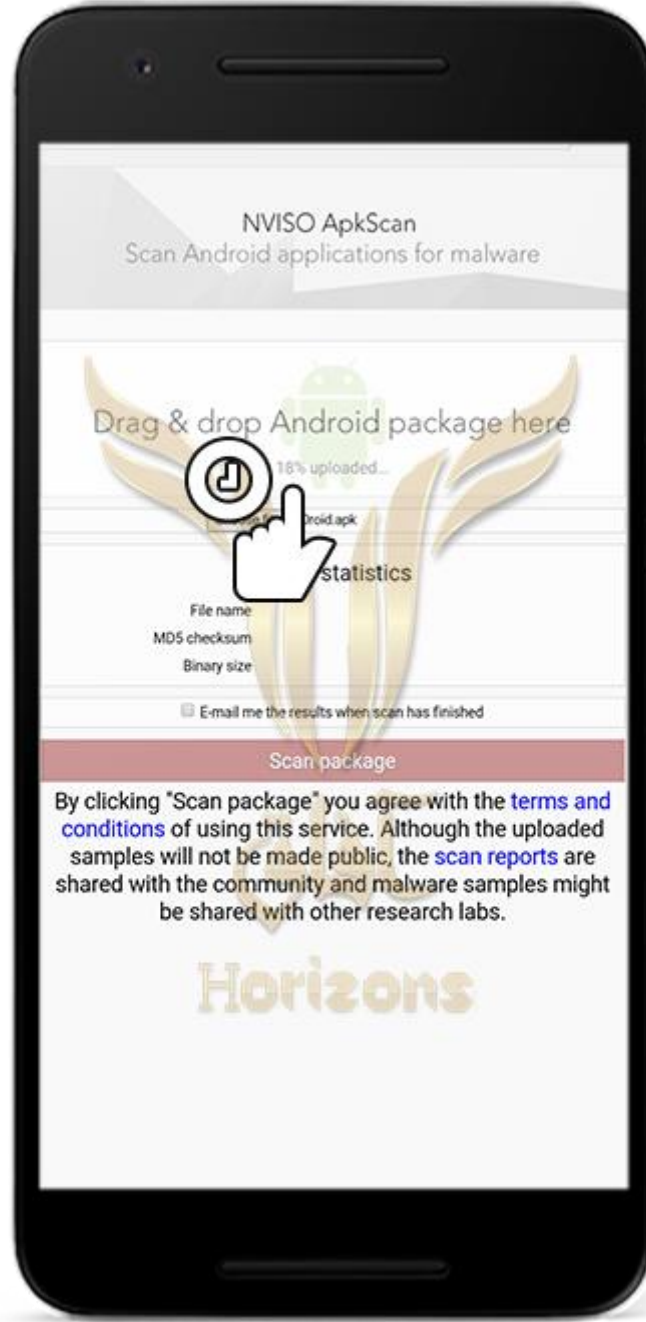 NVISO ApkScan
Scan Android applications for malware
Drag & drop Android package here
18% uploaded...
Droid.apk
statistics
File name
MD5 checksum
Binary size
E-mail me the results when scan has finished
Scan package
By clicking "Scan package" you agree with the terms and
conditions of using this service. Although the uploaded
samples will not be made public, the scan reports are
shared with the community and malware samples might
be shared with other research labs.
Horizons